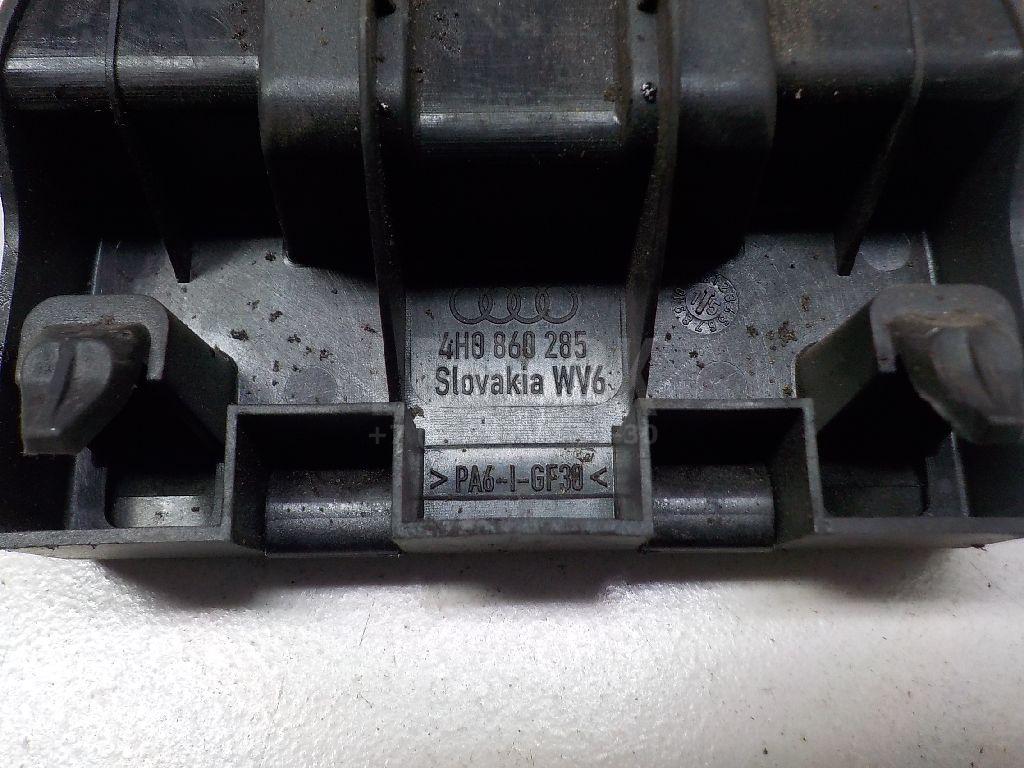 4H0 860 285
Slovakia WV6
> PA6-I-GF30 <